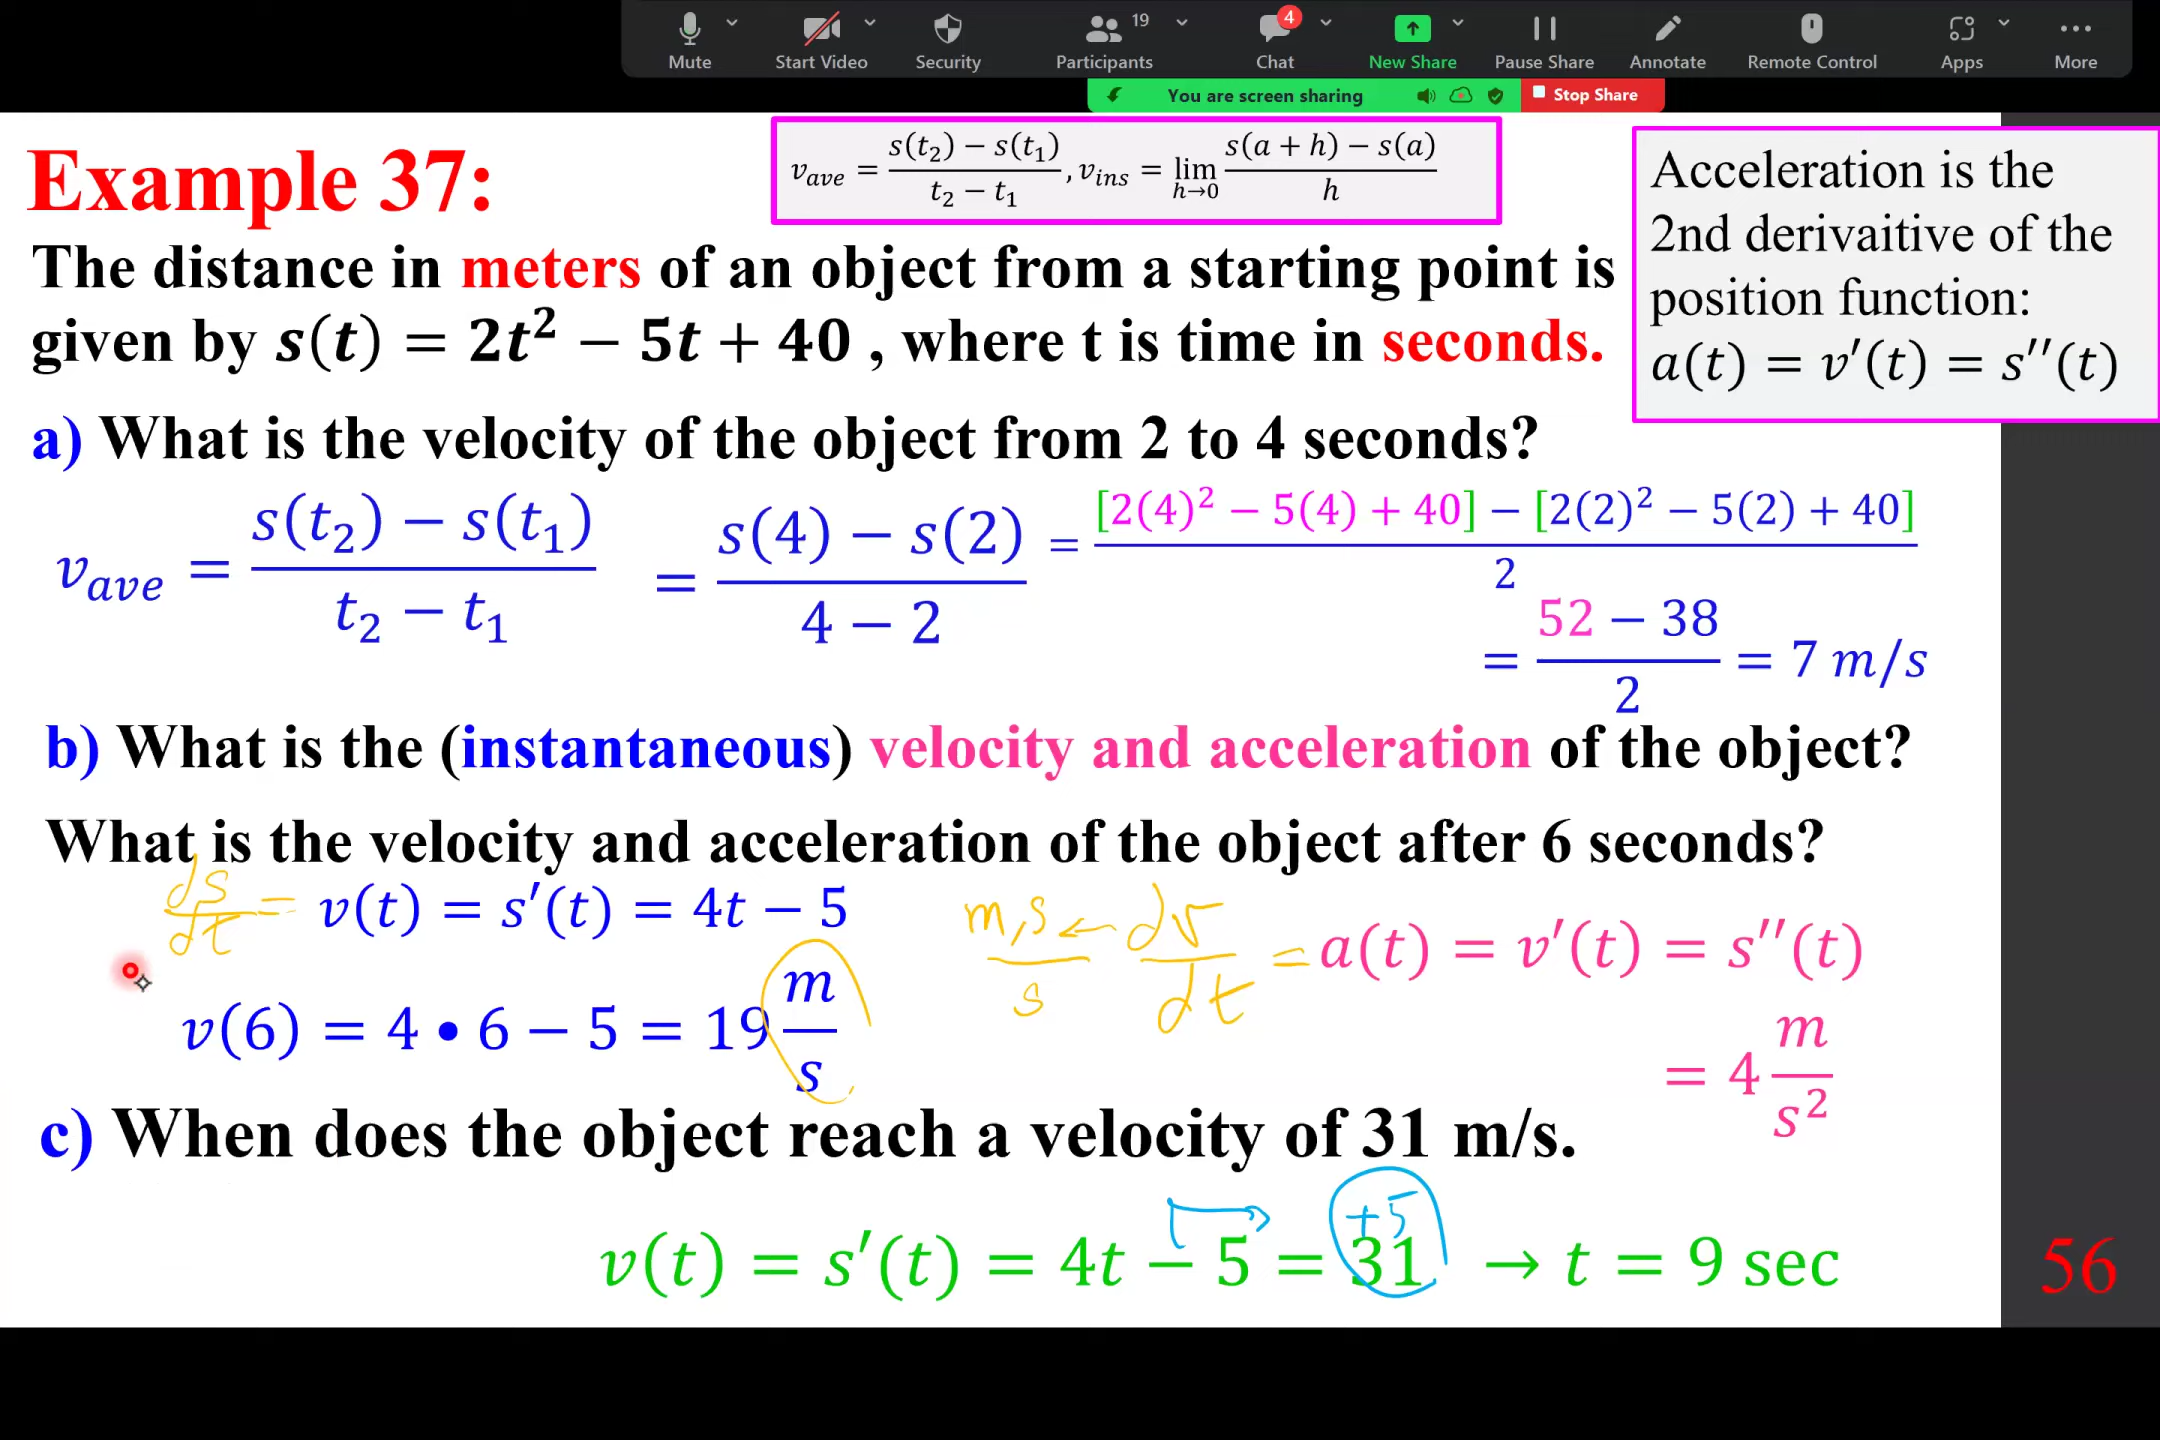 Mute Start Video Security Participants 19 Chat 4 New Share Pause Share Annotate Remote Control Apps More
You are screen sharing Stop Share
Example 37:
v_ave = (s(t₂) − s(t₁))/(t₂ − t₁), v_ins = lim h→0 (s(a + h) − s(a))/h
Acceleration is the
2nd derivaitive of the
position function:
a(t) = v′(t) = s′′(t)
The distance in meters of an object from a starting point is
given by s(t) = 2t² − 5t + 40 , where t is time in seconds.
a) What is the velocity of the object from 2 to 4 seconds?
v_ave = (s(t₂) − s(t₁))/(t₂ − t₁) = (s(4) − s(2))/(4 − 2) = ([2(4)² − 5(4) + 40] − [2(2)² − 5(2) + 40])/2
= (52 − 38)/2 = 7 m/s
b) What is the (instantaneous) velocity and acceleration of the object?
What is the velocity and acceleration of the object after 6 seconds?
ds/dt = v(t) = s′(t) = 4t − 5
m/s/s ← dv/dt = a(t) = v′(t) = s′′(t)
v(6) = 4 • 6 − 5 = 19 m/s
= 4 m/s²
c) When does the object reach a velocity of 31 m/s.
+5
v(t) = s′(t) = 4t − 5 = 31 → t = 9 sec
56